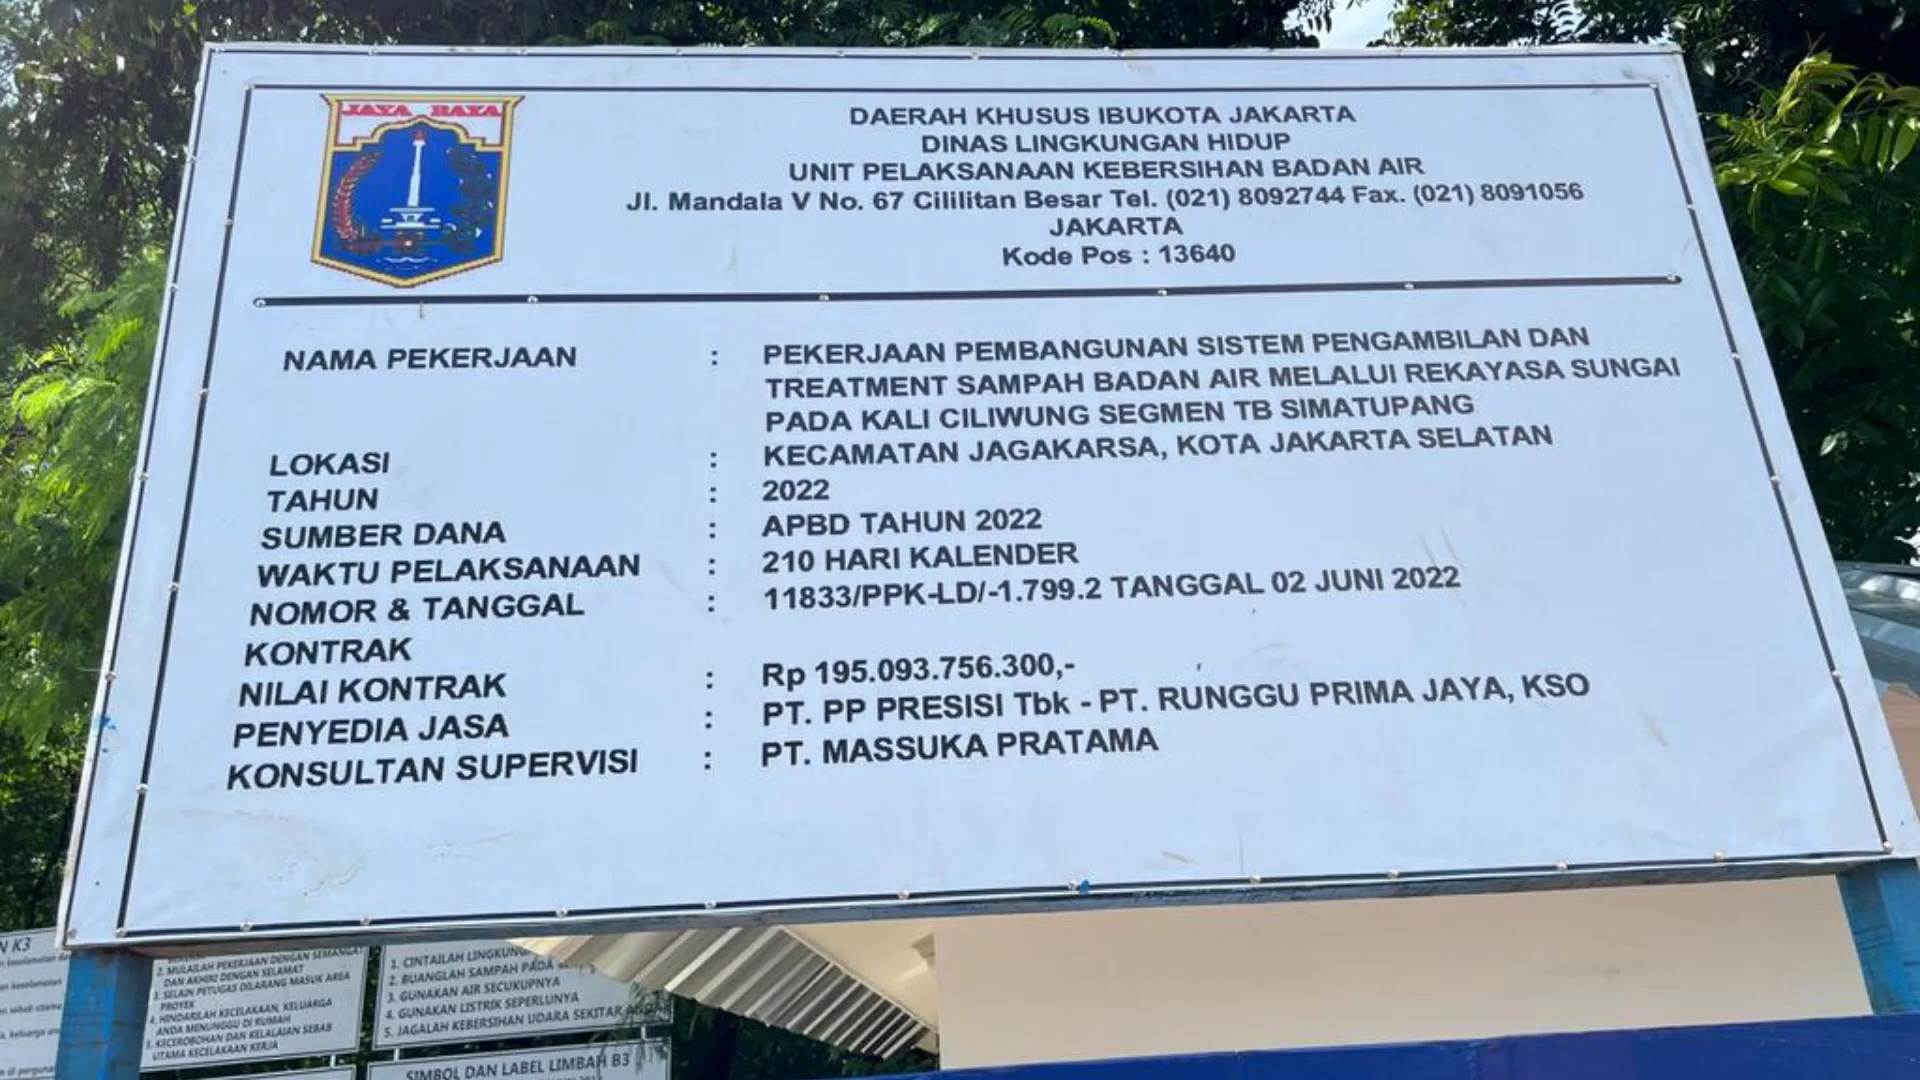 JAYA RAYA
DAERAH KHUSUS IBUKOTA JAKARTA
DINAS LINGKUNGAN HIDUP
UNIT PELAKSANAAN KEBERSIHAN BADAN AIR
Jl. Mandala V No. 67 Cililitan Besar Tel. (021) 8092744 Fax. (021) 8091056
JAKARTA
Kode Pos : 13640
NAMA PEKERJAAN : PEKERJAAN PEMBANGUNAN SISTEM PENGAMBILAN DAN
TREATMENT SAMPAH BADAN AIR MELALUI REKAYASA SUNGAI
PADA KALI CILIWUNG SEGMEN TB SIMATUPANG
LOKASI : KECAMATAN JAGAKARSA, KOTA JAKARTA SELATAN
TAHUN : 2022
SUMBER DANA : APBD TAHUN 2022
WAKTU PELAKSANAAN : 210 HARI KALENDER
NOMOR & TANGGAL : 11833/PPK-LD/-1.799.2 TANGGAL 02 JUNI 2022
KONTRAK
NILAI KONTRAK : Rp 195.093.756.300,-
PENYEDIA JASA : PT. PP PRESISI Tbk - PT. RUNGGU PRIMA JAYA, KSO
KONSULTAN SUPERVISI : PT. MASSUKA PRATAMA
K3
2. MULAILAH PEKERJAAN DENGAN SEMANGAT
DAN AKHIRI DENGAN SELAMAT
3. SELAIN PETUGAS DILARANG MASUK AREA
PROYEK
4. HINDARILAH KECELAKAAN, KELUARGA
ANDA MENUNGGU DI RUMAH
5. KECEROBOHAN DAN KELALAIAN SEBAB
UTAMA KECELAKAAN KERJA
1. CINTAILAH
2. BUANGLAH SAMPAH PADA
3. GUNAKAN AIR SECUKUPNYA
4. GUNAKAN LISTRIK SEPERLUNYA
5. JAGALAH KEBERSIHAN UDARA SEKITAR
SIMBOL DAN LABEL LIMBAH B3